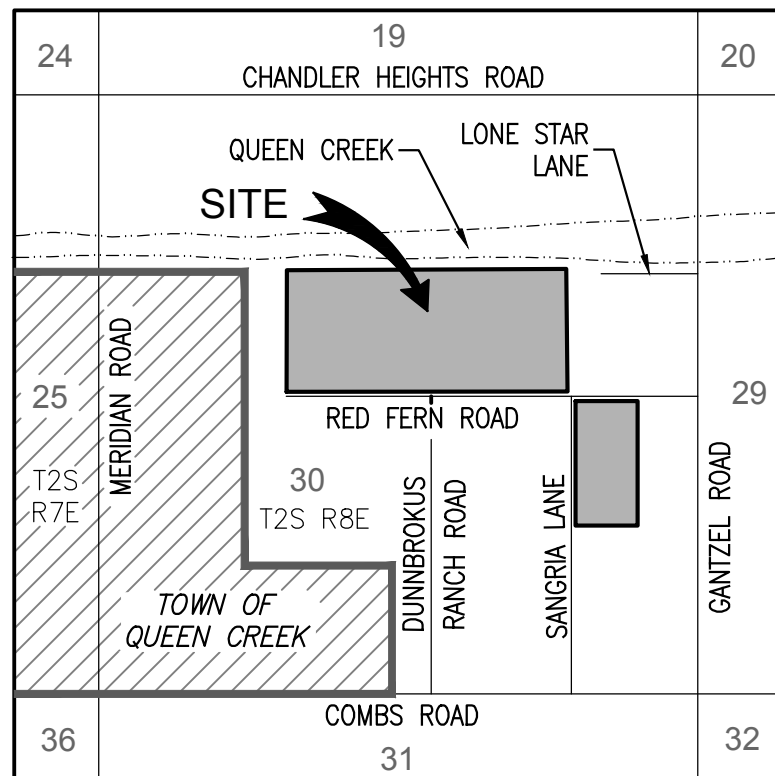 19
24
20
CHANDLER HEIGHTS ROAD
QUEEN CREEK
LONE STAR
LANE
SITE
MERIDIAN ROAD
25
T2S
R7E
RED FERN ROAD
29
30
T2S R8E
DUNNBROKUS
RANCH ROAD
SANGRIA LANE
GANTZEL ROAD
TOWN OF
QUEEN CREEK
COMBS ROAD
36
31
32